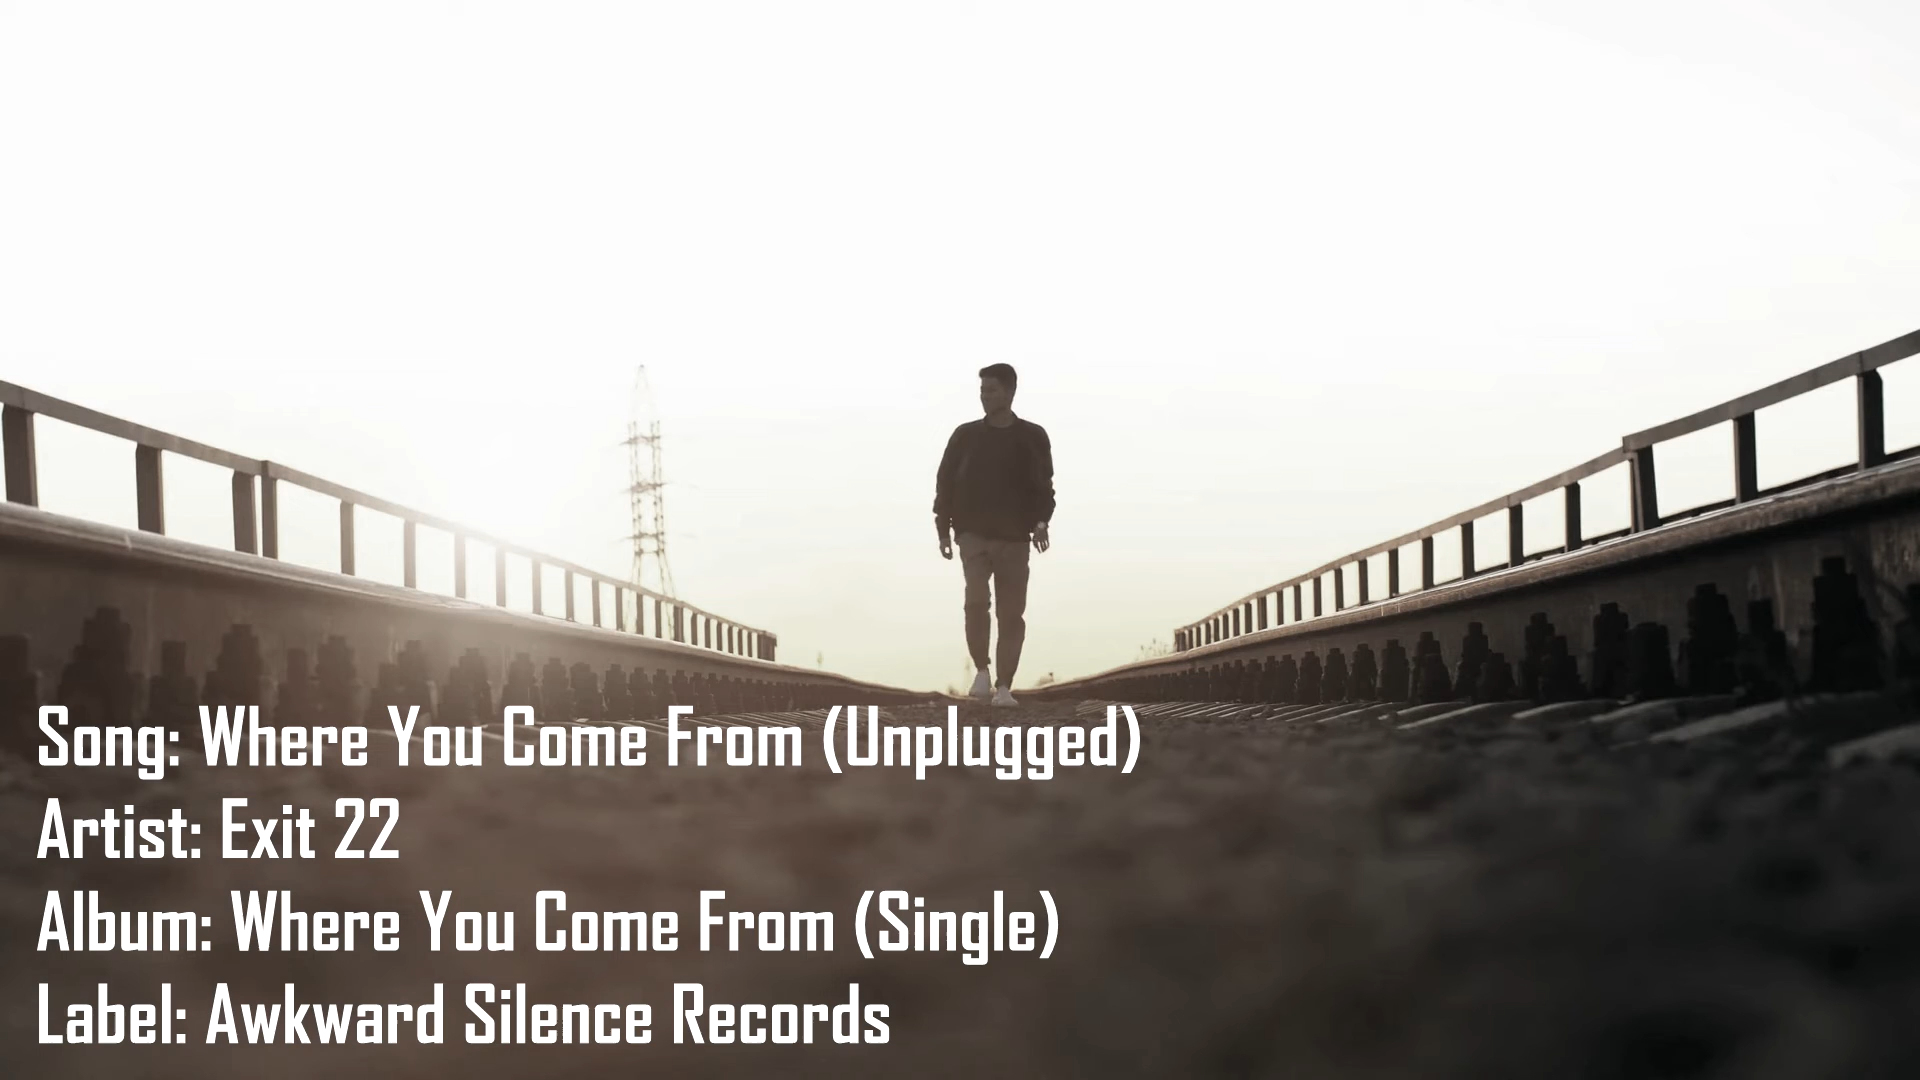 Song: Where You Come From (Unplugged)
Artist: Exit 22
Album: Where You Come From (Single)
Label: Awkward Silence Records